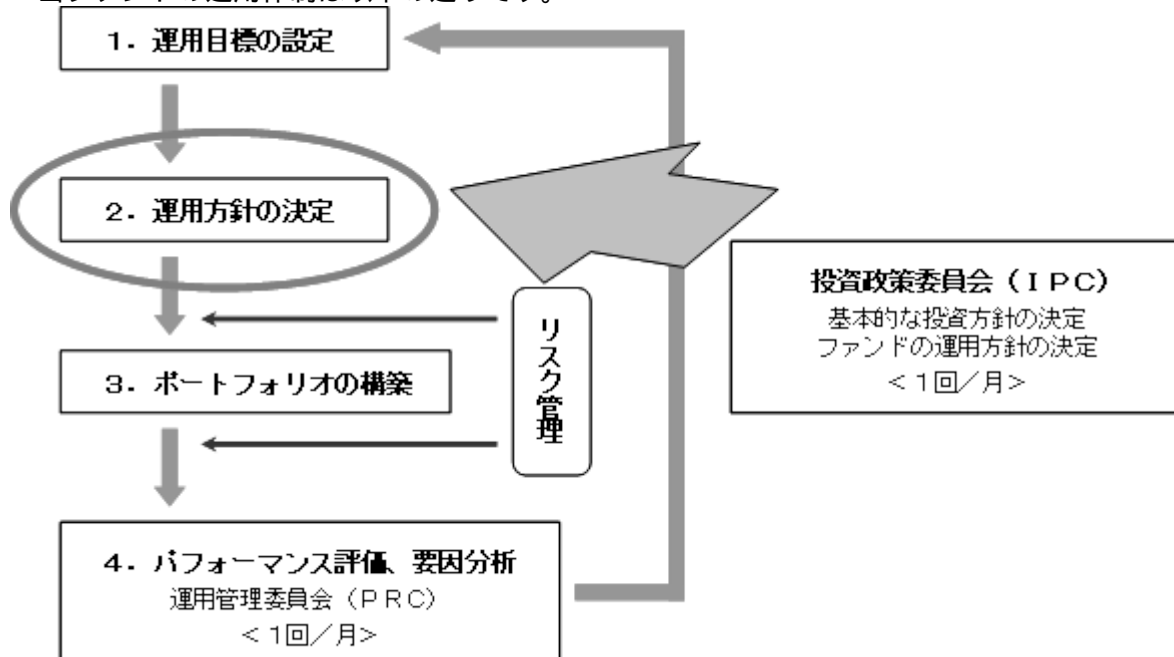 １．運用目標の設定
２．運用方針の決定
投資政策委員会（ＩＰＣ）
基本的な投資方針の決定
ファンドの運用方針の決定
＜１回／月＞
リスク管理
３．ポートフォリオの構築
４．パフォーマンス評価、要因分析
運用管理委員会（ＰＲＣ）
＜１回／月＞